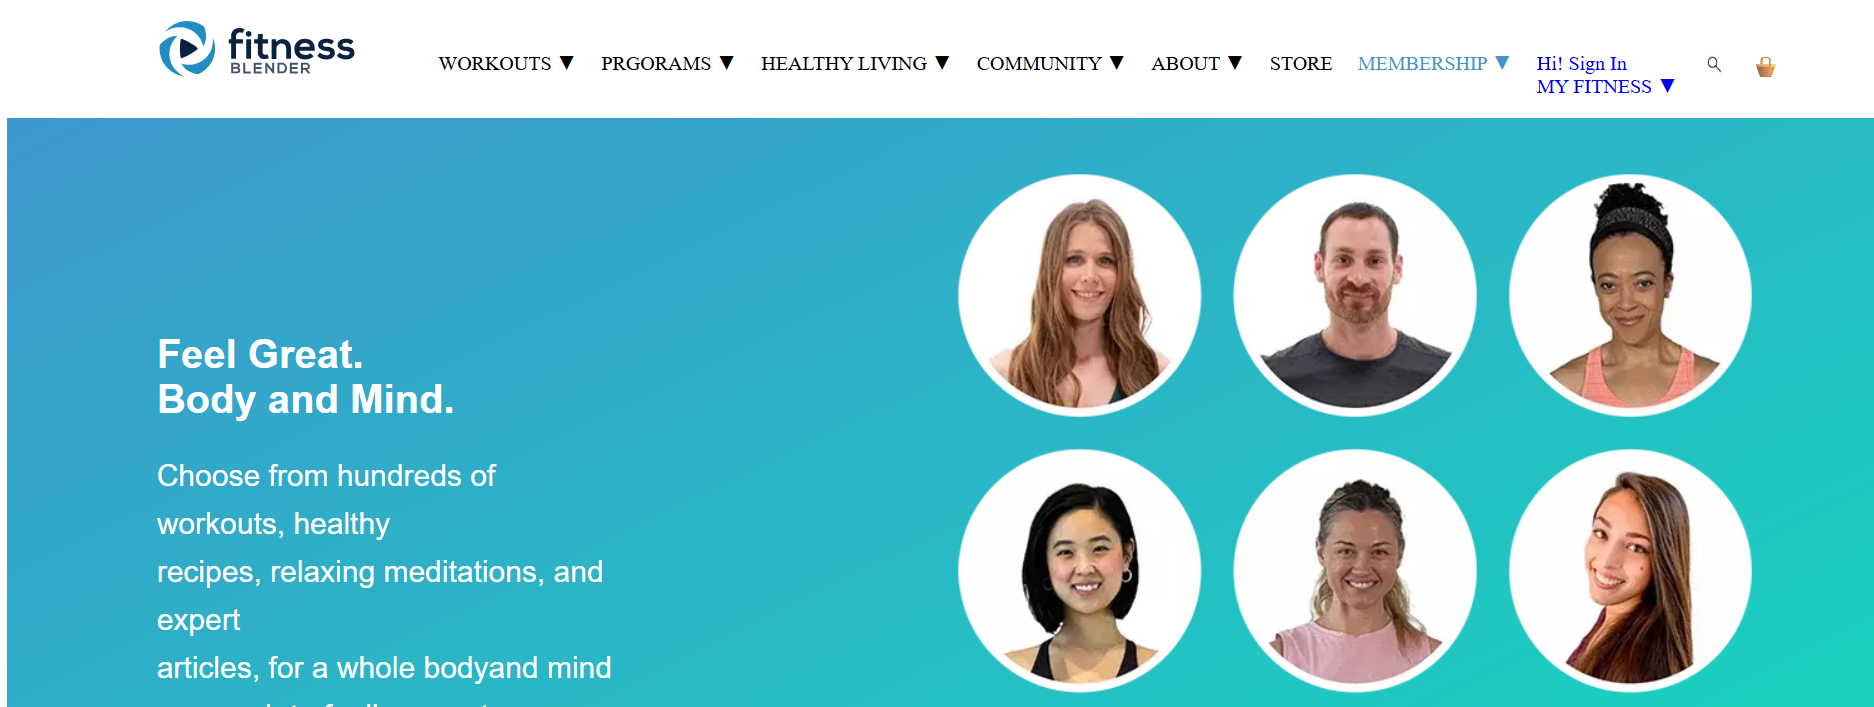 fitness
BLENDER
WORKOUTS ▼ PRGORAMS ▼ HEALTHY LIVING ▼ COMMUNITY ▼ ABOUT ▼ STORE MEMBERSHIP ▼ Hi! Sign In
MY FITNESS ▼
Feel Great.
Body and Mind.
Choose from hundreds of
workouts, healthy
recipes, relaxing meditations, and
expert
articles, for a whole bodyand mind